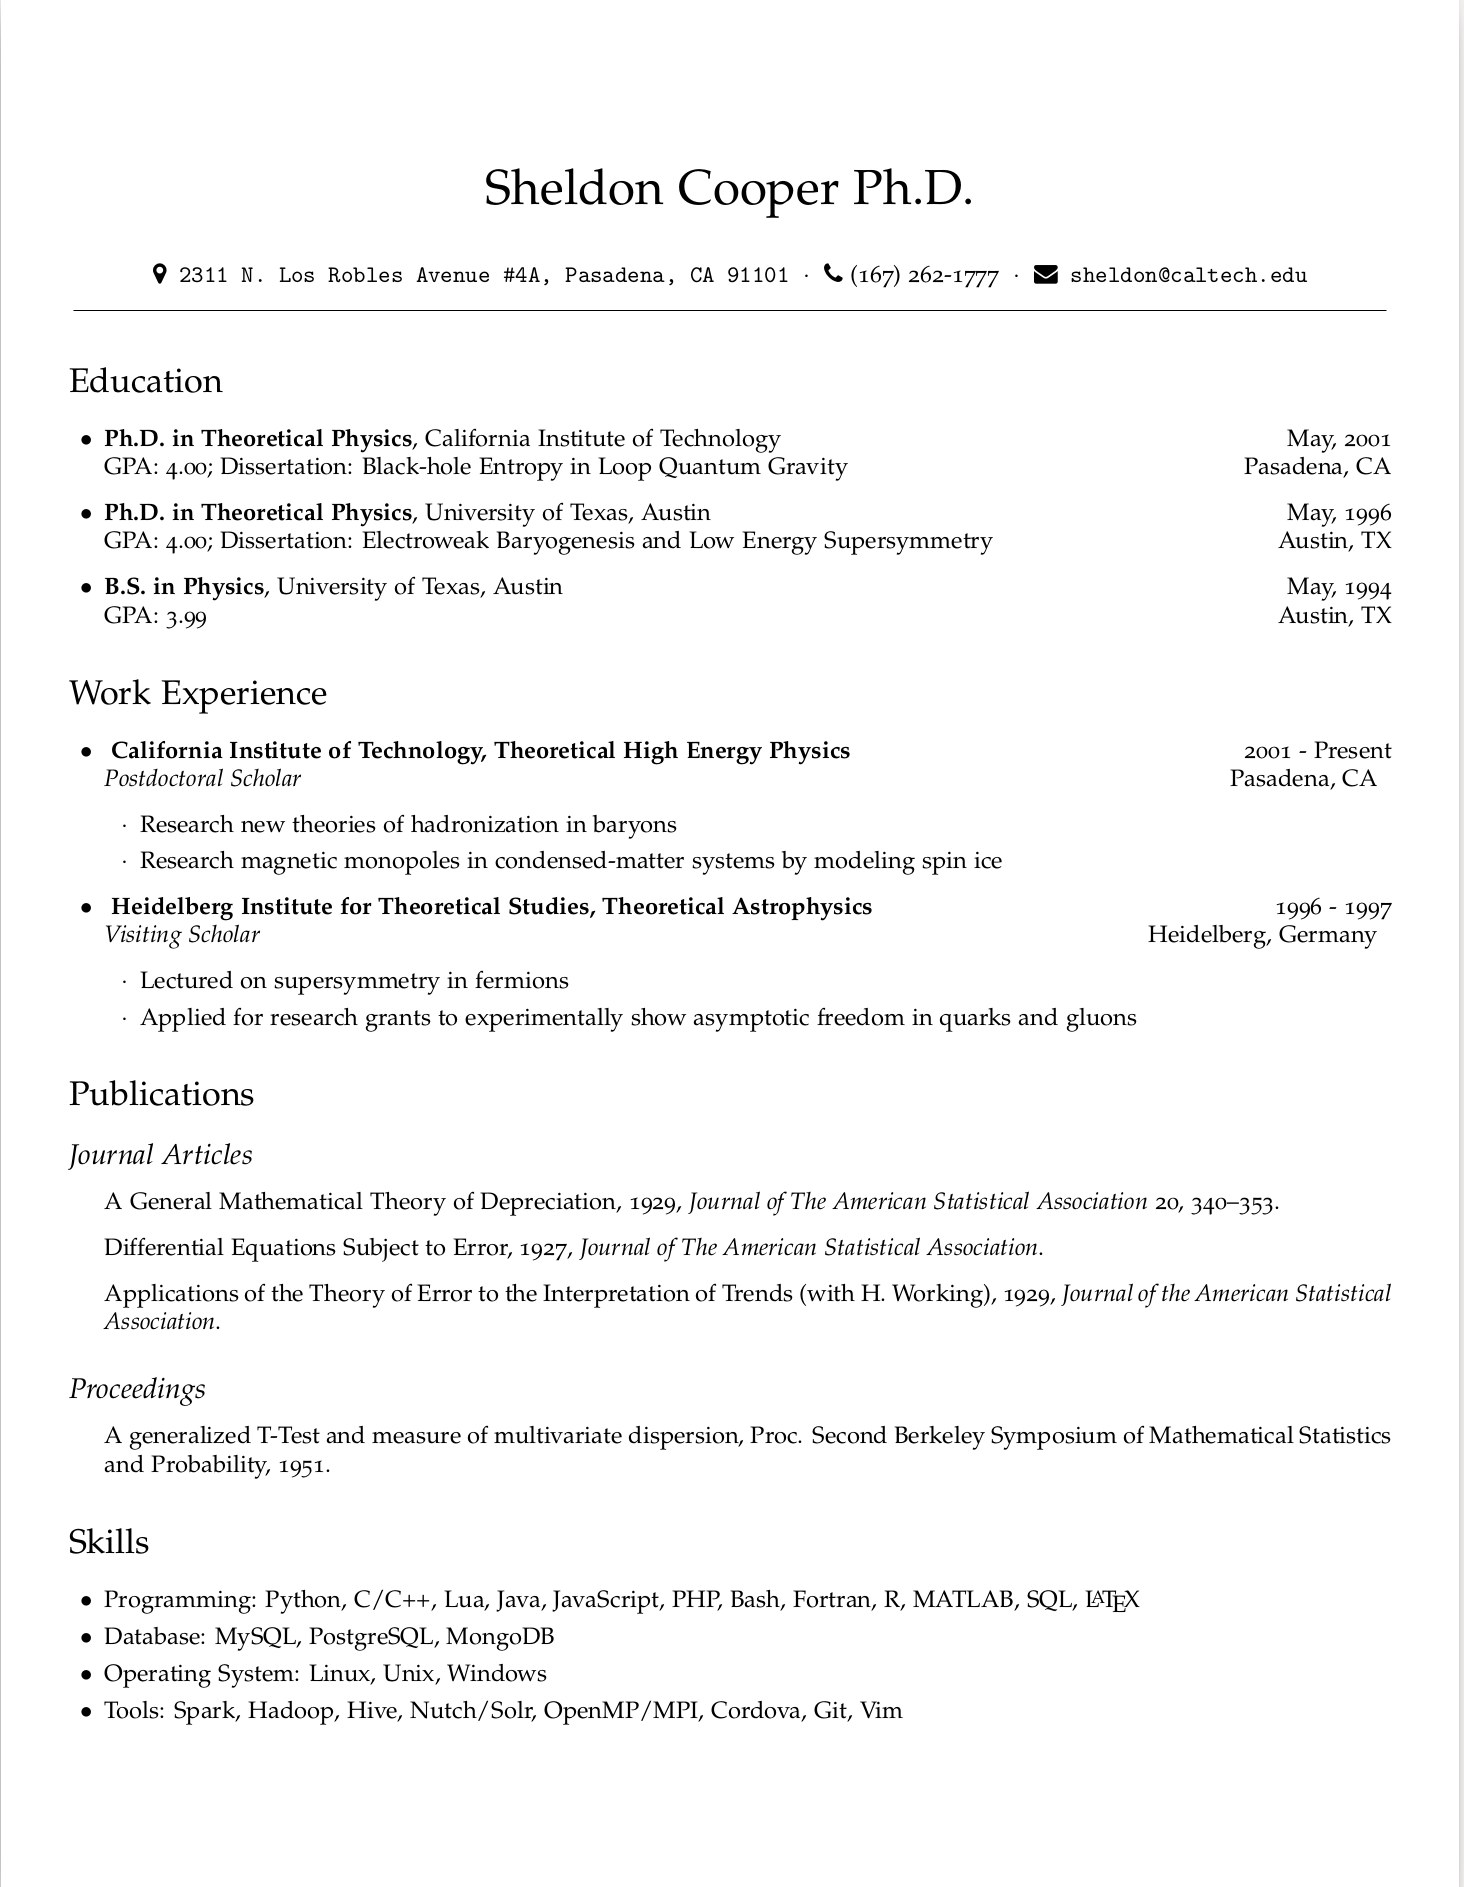 Sheldon Cooper Ph.D.
2311 N. Los Robles Avenue #4A, Pasadena, CA 91101 · (167) 262-1777 · sheldon@caltech.edu
Education
• Ph.D. in Theoretical Physics, California Institute of Technology May, 2001
GPA: 4.00; Dissertation: Black-hole Entropy in Loop Quantum Gravity Pasadena, CA
• Ph.D. in Theoretical Physics, University of Texas, Austin May, 1996
GPA: 4.00; Dissertation: Electroweak Baryogenesis and Low Energy Supersymmetry Austin, TX
• B.S. in Physics, University of Texas, Austin May, 1994
GPA: 3.99 Austin, TX
Work Experience
• California Institute of Technology, Theoretical High Energy Physics 2001 - Present
Postdoctoral Scholar Pasadena, CA
· Research new theories of hadronization in baryons
· Research magnetic monopoles in condensed-matter systems by modeling spin ice
• Heidelberg Institute for Theoretical Studies, Theoretical Astrophysics 1996 - 1997
Visiting Scholar Heidelberg, Germany
· Lectured on supersymmetry in fermions
· Applied for research grants to experimentally show asymptotic freedom in quarks and gluons
Publications
Journal Articles
A General Mathematical Theory of Depreciation, 1929, Journal of The American Statistical Association 20, 340–353.
Differential Equations Subject to Error, 1927, Journal of The American Statistical Association.
Applications of the Theory of Error to the Interpretation of Trends (with H. Working), 1929, Journal of the American Statistical
Association.
Proceedings
A generalized T-Test and measure of multivariate dispersion, Proc. Second Berkeley Symposium of Mathematical Statistics
and Probability, 1951.
Skills
• Programming: Python, C/C++, Lua, Java, JavaScript, PHP, Bash, Fortran, R, MATLAB, SQL, LATEX
• Database: MySQL, PostgreSQL, MongoDB
• Operating System: Linux, Unix, Windows
• Tools: Spark, Hadoop, Hive, Nutch/Solr, OpenMP/MPI, Cordova, Git, Vim